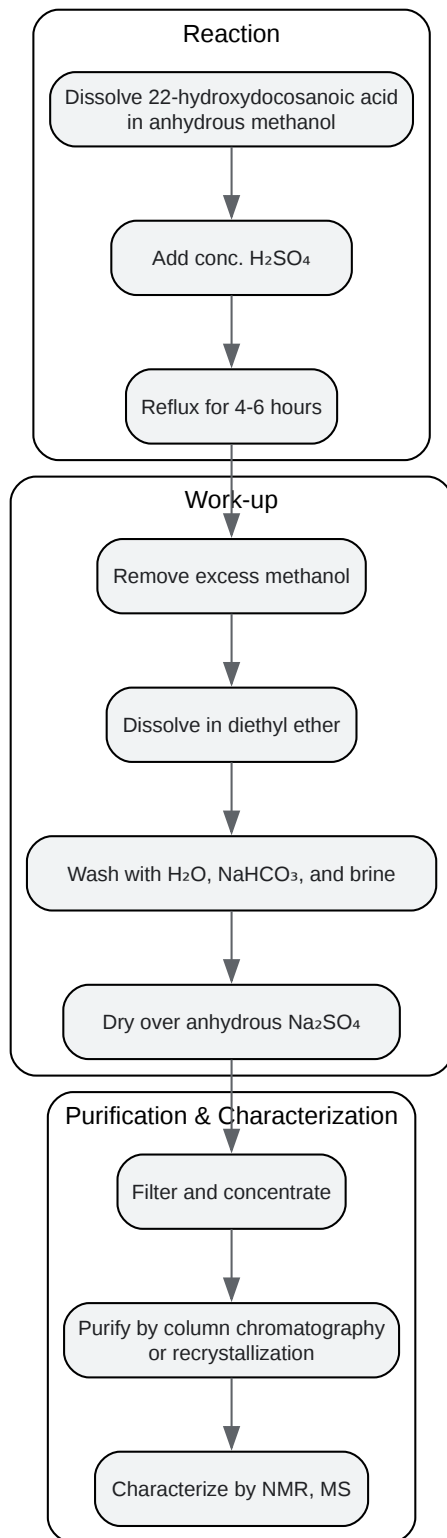 Reaction
Dissolve 22-hydroxydocosanoic acid
in anhydrous methanol
Add conc. H₂SO₄
Reflux for 4-6 hours
Work-up
Remove excess methanol
Dissolve in diethyl ether
Wash with H₂O, NaHCO₃, and brine
Dry over anhydrous Na₂SO₄
Purification & Characterization
Filter and concentrate
Purify by column chromatography
or recrystallization
Characterize by NMR, MS